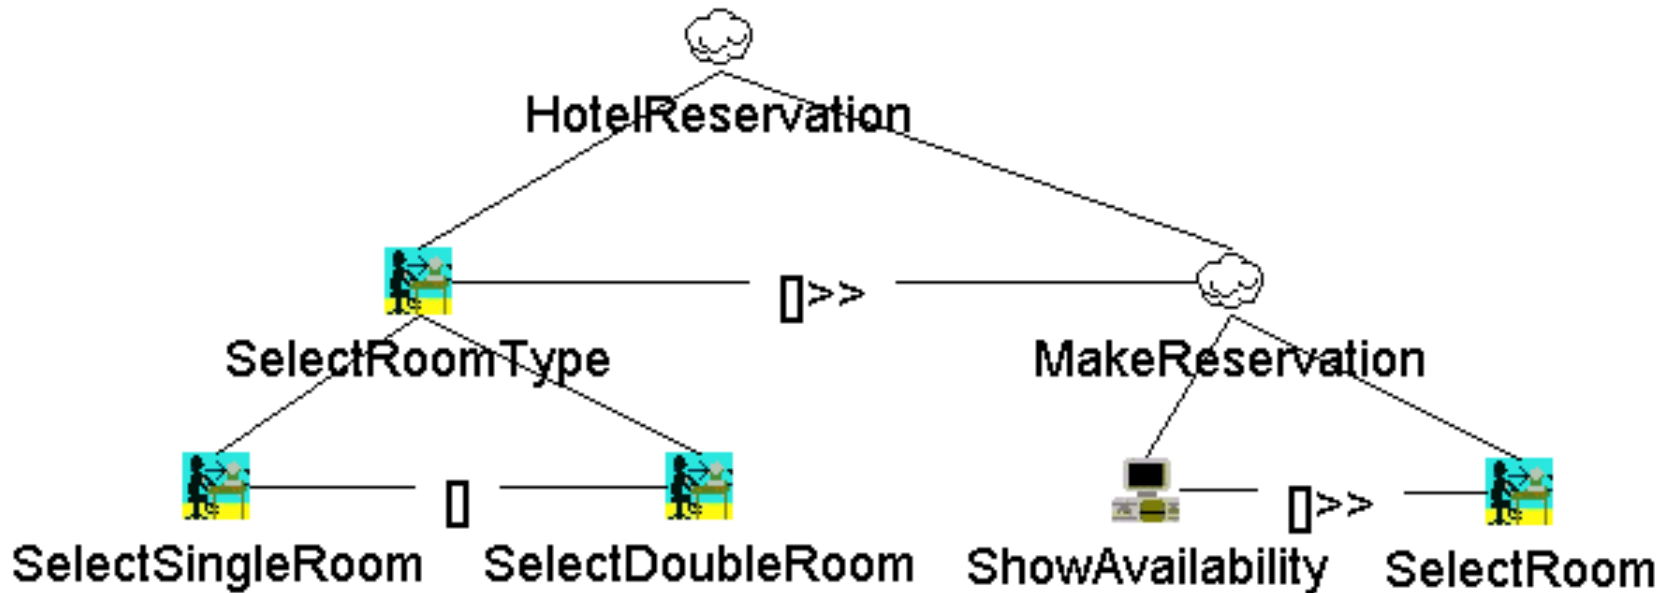 HotelReservation
[]>>
SelectRoomType
MakeReservation
[]
[]>>
SelectSingleRoom
SelectDoubleRoom
ShowAvailability
SelectRoom